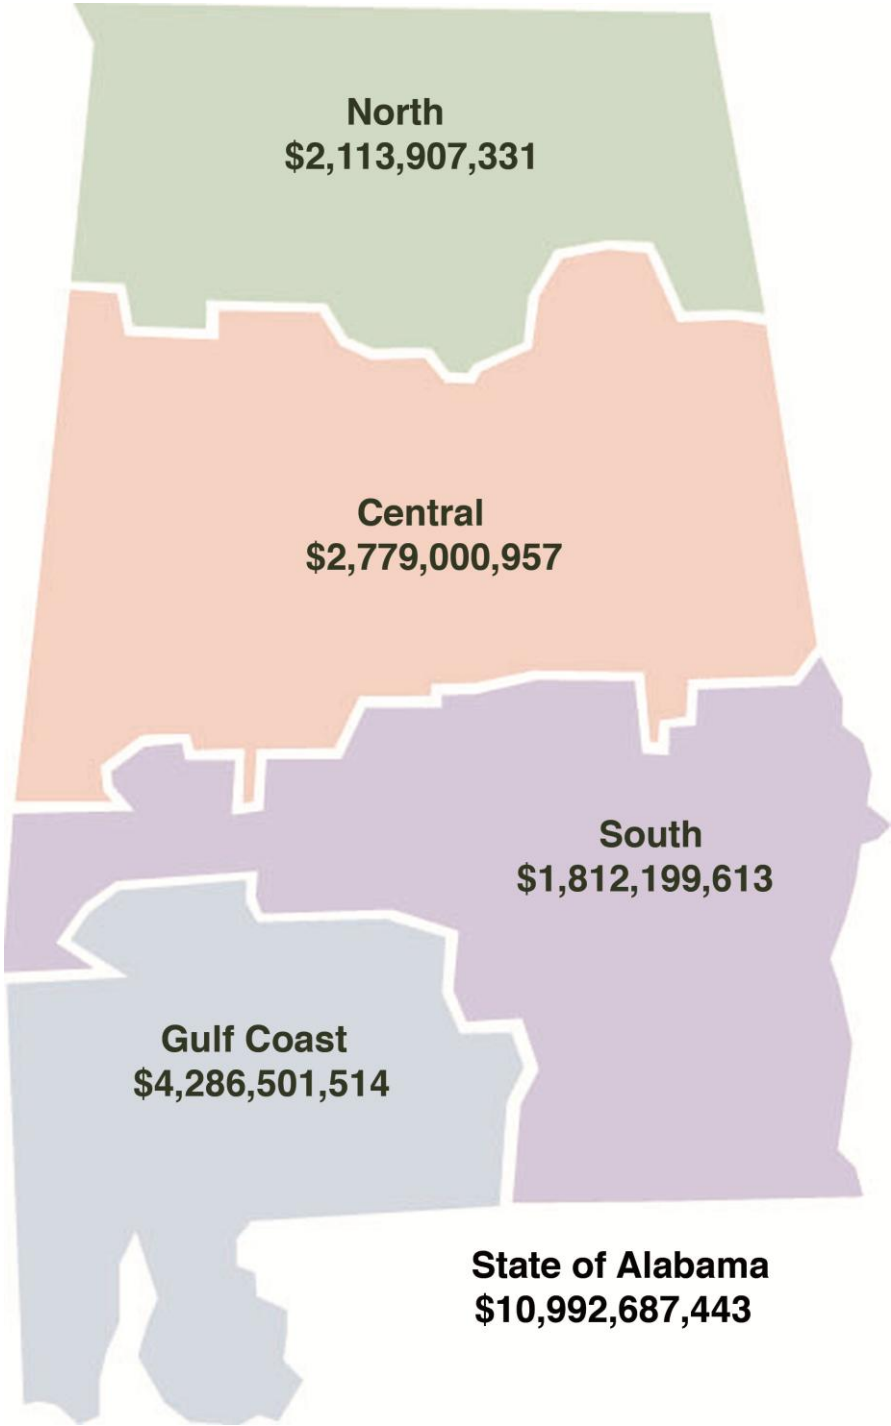 North
$2,113,907,331
Central
$2,779,000,957
South
$1,812,199,613
Gulf Coast
$4,286,501,514
State of Alabama
$10,992,687,443